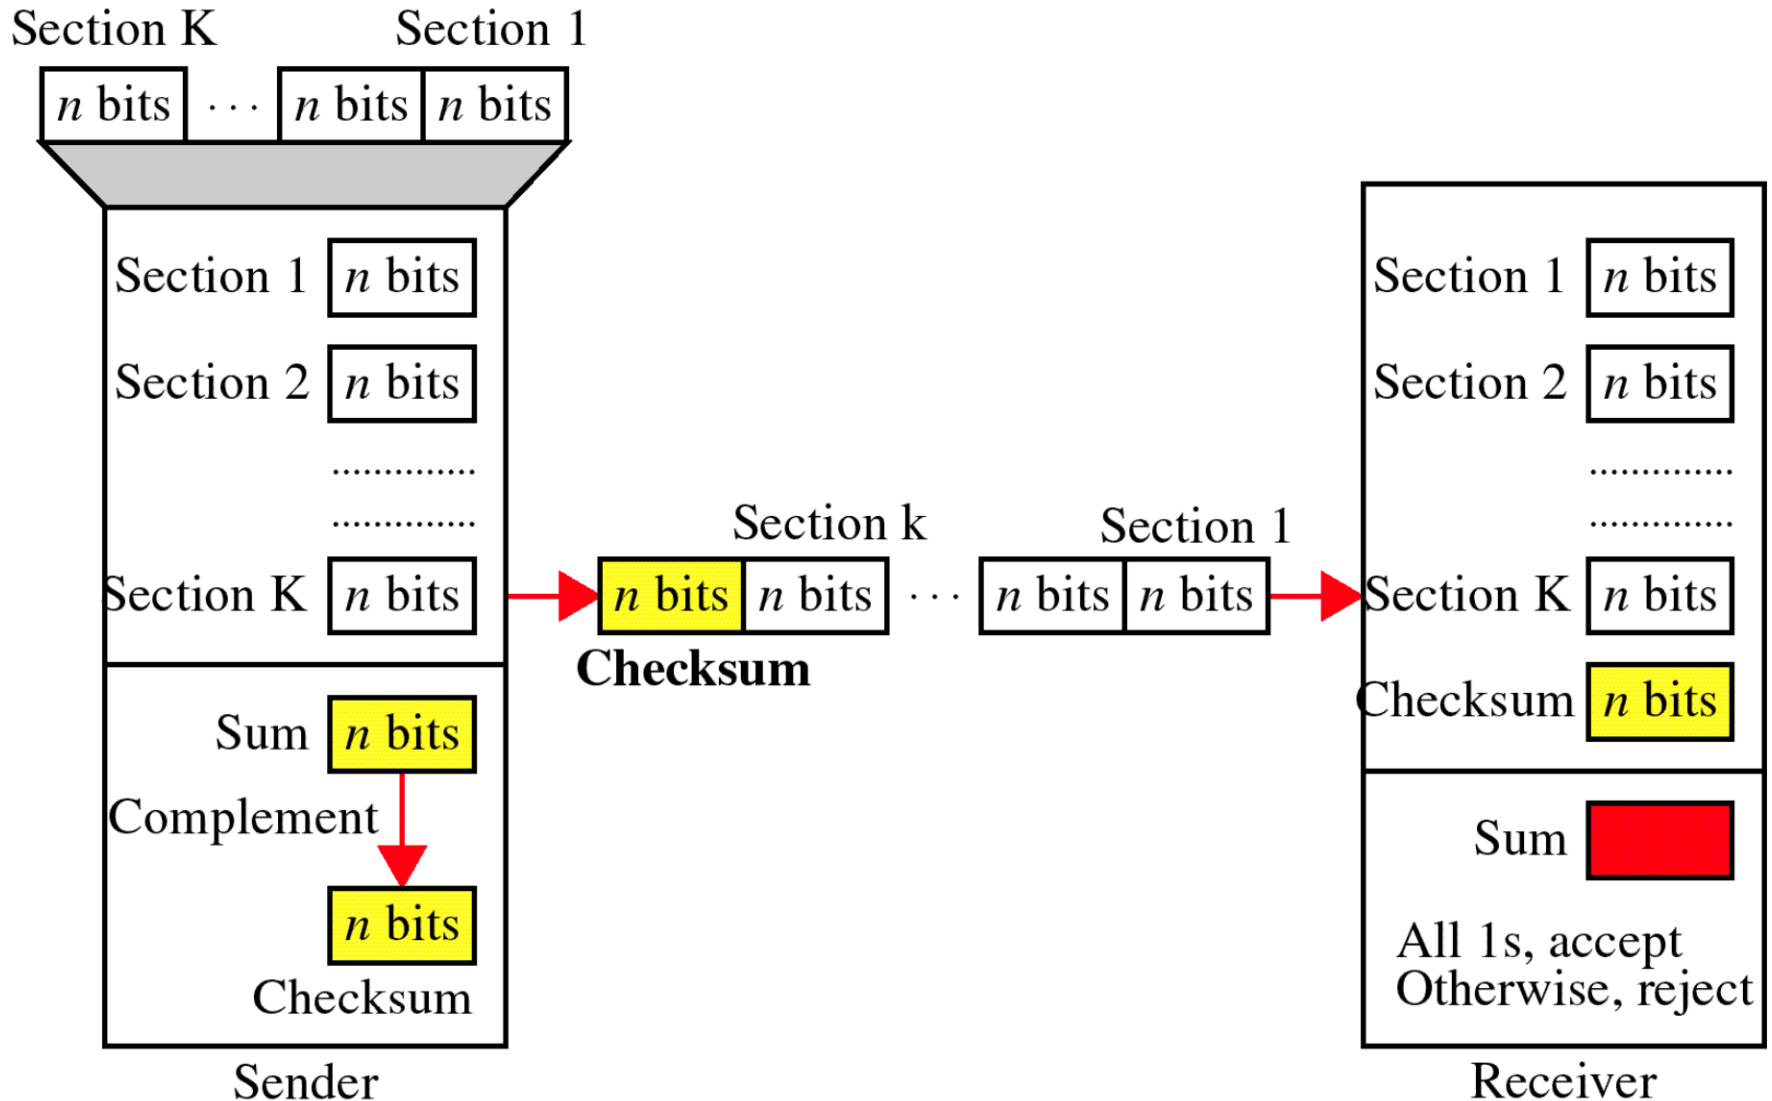 Section K Section 1
n bits ··· n bits n bits
Section 1 n bits
Section 2 n bits
..............
..............
Section K n bits
Sum n bits
Complement
n bits
Checksum
Sender
Section k Section 1
n bits n bits ··· n bits n bits
Checksum
Section 1 n bits
Section 2 n bits
..............
..............
Section K n bits
Checksum n bits
Sum
All 1s, accept
Otherwise, reject
Receiver